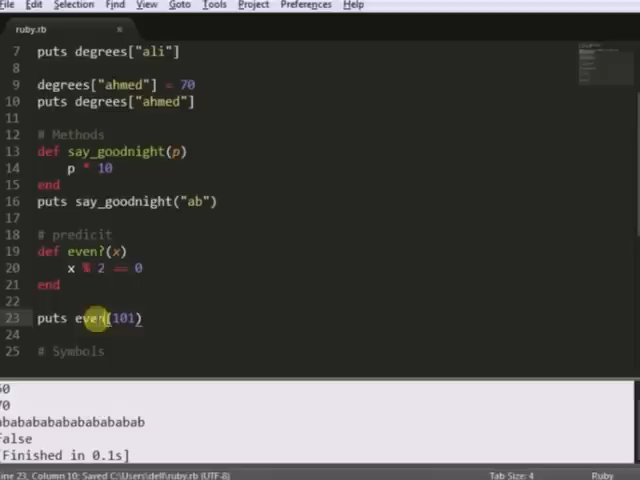 File Edit Selection Find View Goto Tools Project Preferences Help
ruby.rb ×
7 puts degrees["ali"]
8
9 degrees["ahmed"] = 70
10 puts degrees["ahmed"]
11
12 # Methods
13 def say_goodnight(p)
14 p * 10
15 end
16 puts say_goodnight("ab")
17
18 # predicit
19 def even?(x)
20 x % 2 == 0
21 end
22
23 puts even(101)
24
25 # Symbols
60
70
abababababababababab
false
[Finished in 0.1s]
Line 23, Column 10; Saved C:\Users\dell\ruby.rb (UTF-8) Tab Size: 4 Ruby